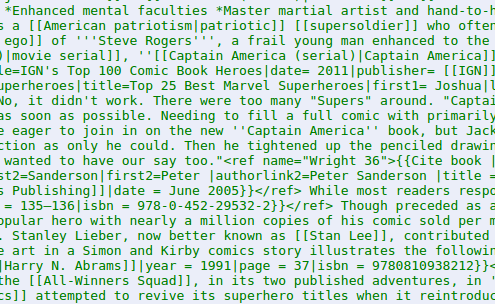 *Enhanced mental faculties *Master martial artist and hand-to-h
s a [[American patriotism|patriotic]] [[supersoldier]] who ofter
ego]] of '''Steve Rogers''', a frail young man enhanced to the
)|movie serial]], ''[[Captain America (serial)|Captain America]]
le=IGN's Top 100 Comic Book Heroes|date= 2011|publisher= [[IGN]]
uperheroes|title=Top 25 Best Marvel Superheroes|first1= Joshua|l
No, it didn't work. There were too many "Supers" around. "Captai
as soon as possible. Needing to fill a full comic with primarily
e eager to join in on the new ''Captain America'' book, but Jack
ction as only he could. Then he tightened up the penciled drawin
wanted to have our say too."<ref name="Wright 36">{{Cite book |
st2=Sanderson|first2=Peter |authorlink2=Peter Sanderson |title =
s Publishing]]|date = June 2005}}</ref> While most readers respo
= 135–136|isbn = 978-0-452-29532-2}}</ref> Though preceded as a
opular hero with nearly a million copies of his comic sold per m
. Stanley Lieber, now better known as [[Stan Lee]], contributed
e art in a Simon and Kirby comics story illustrates the followin
|Harry N. Abrams]]|year = 1991|page = 37|isbn = 9780810938212}}<
the [[All-Winners Squad]], in its two published adventures, in
cs]] attempted to revive its superhero titles when it reintroduc